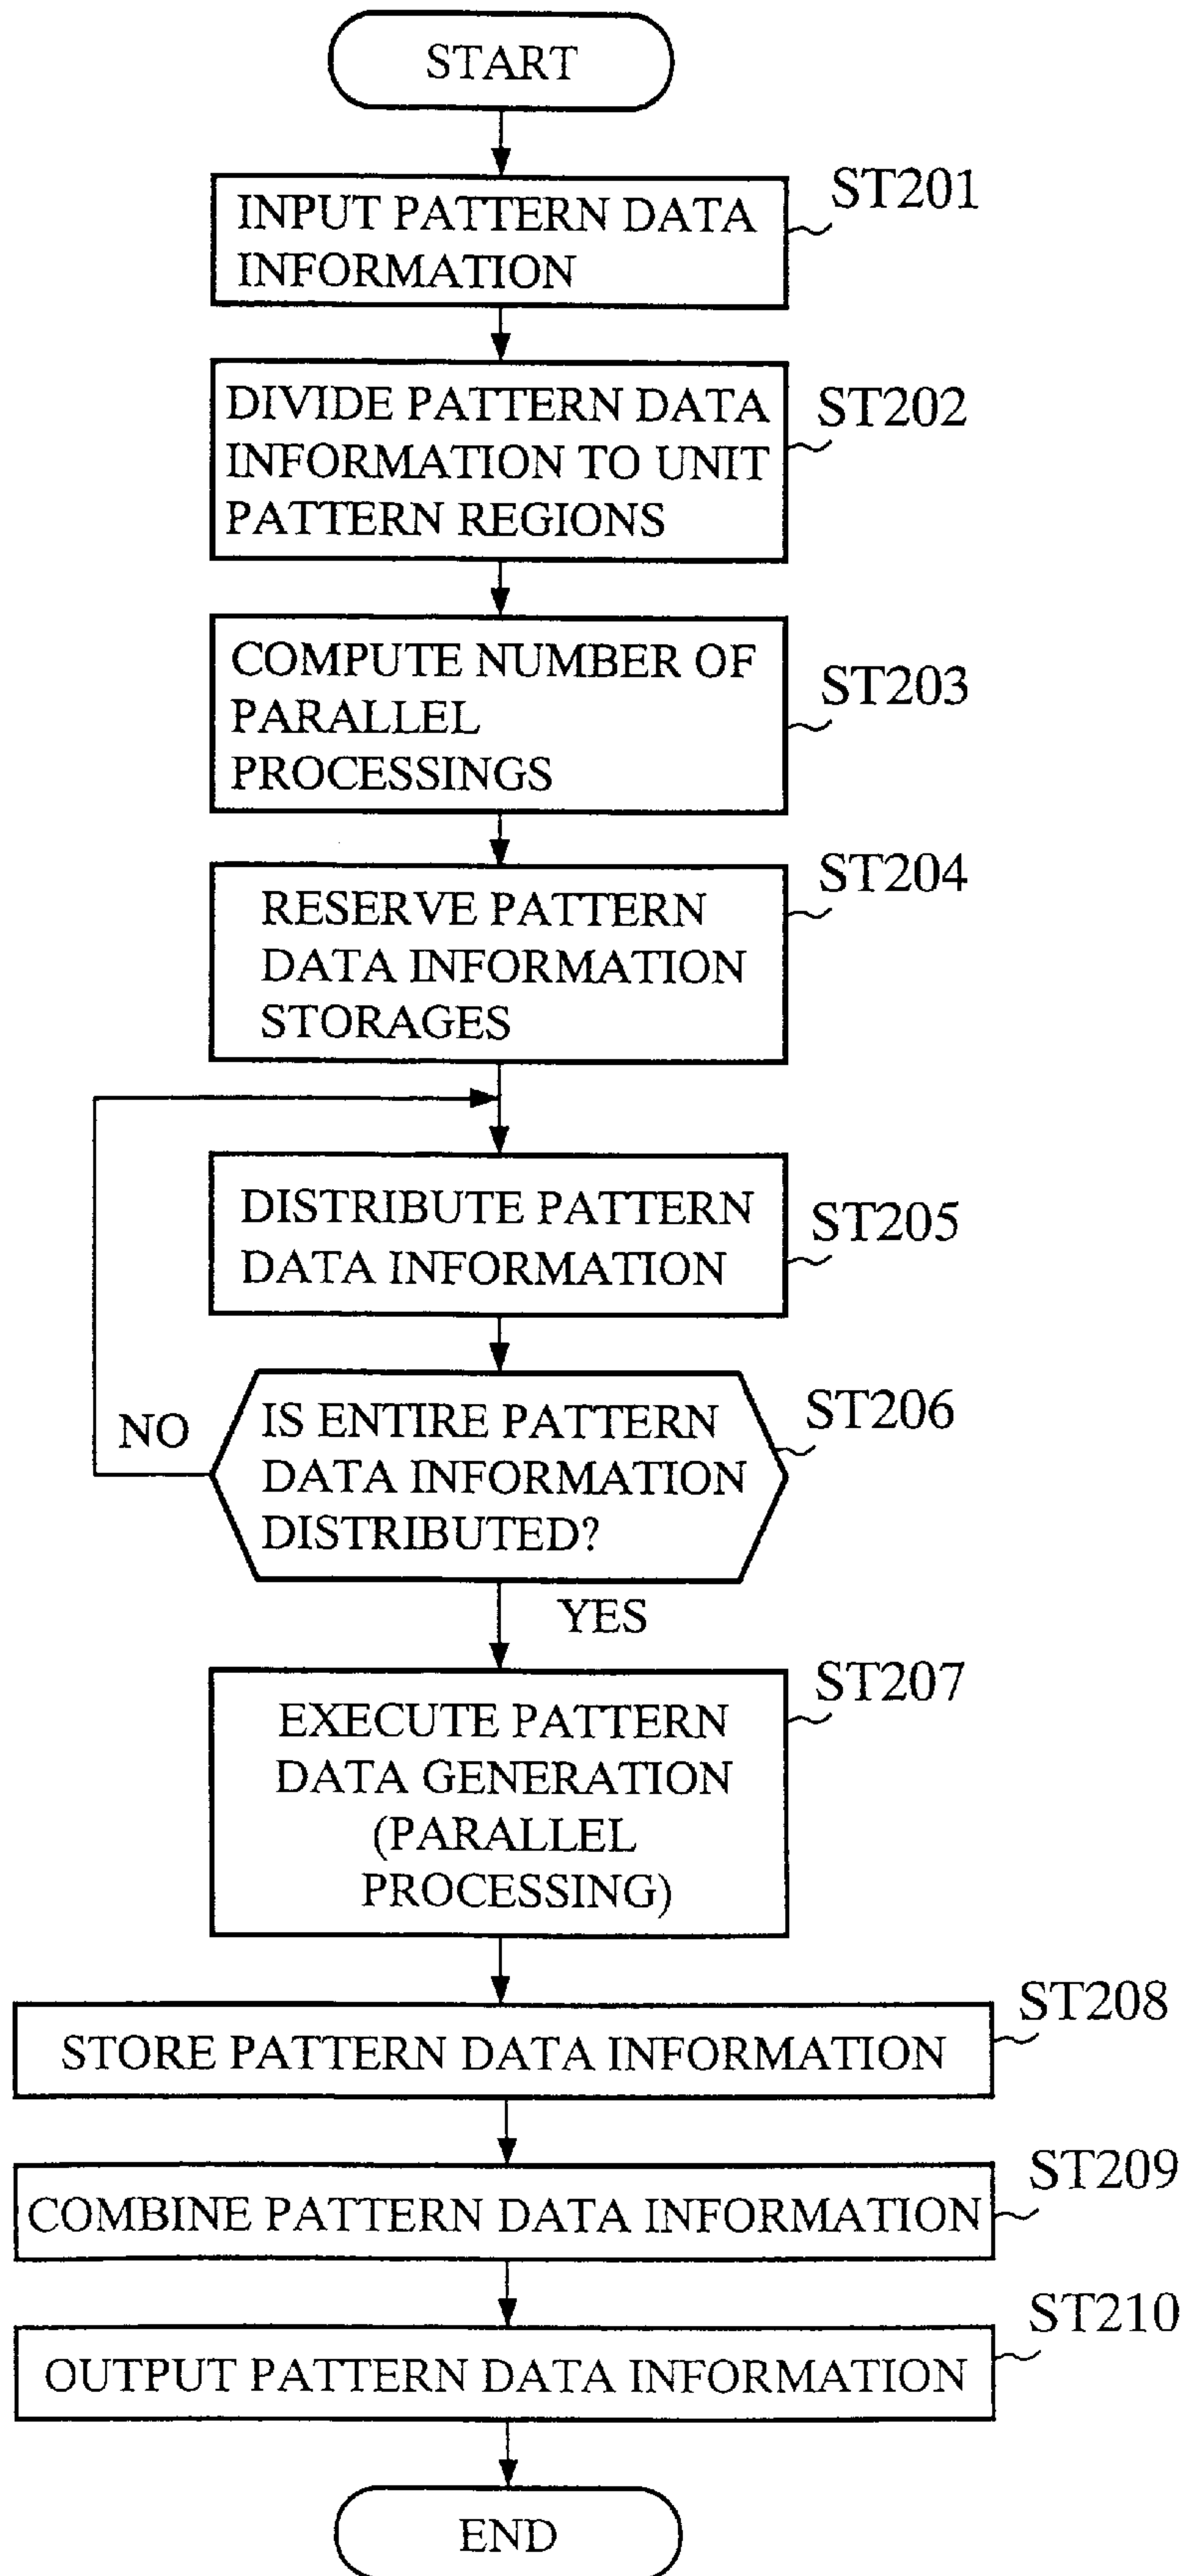 START
INPUT PATTERN DATA
INFORMATION
ST201
DIVIDE PATTERN DATA
INFORMATION TO UNIT
PATTERN REGIONS
ST202
COMPUTE NUMBER OF
PARALLEL
PROCESSINGS
ST203
RESERVE PATTERN
DATA INFORMATION
STORAGES
ST204
DISTRIBUTE PATTERN
DATA INFORMATION
ST205
IS ENTIRE PATTERN
DATA INFORMATION
DISTRIBUTED?
ST206
NO
YES
EXECUTE PATTERN
DATA GENERATION
(PARALLEL
PROCESSING)
ST207
STORE PATTERN DATA INFORMATION
ST208
COMBINE PATTERN DATA INFORMATION
ST209
OUTPUT PATTERN DATA INFORMATION
ST210
END